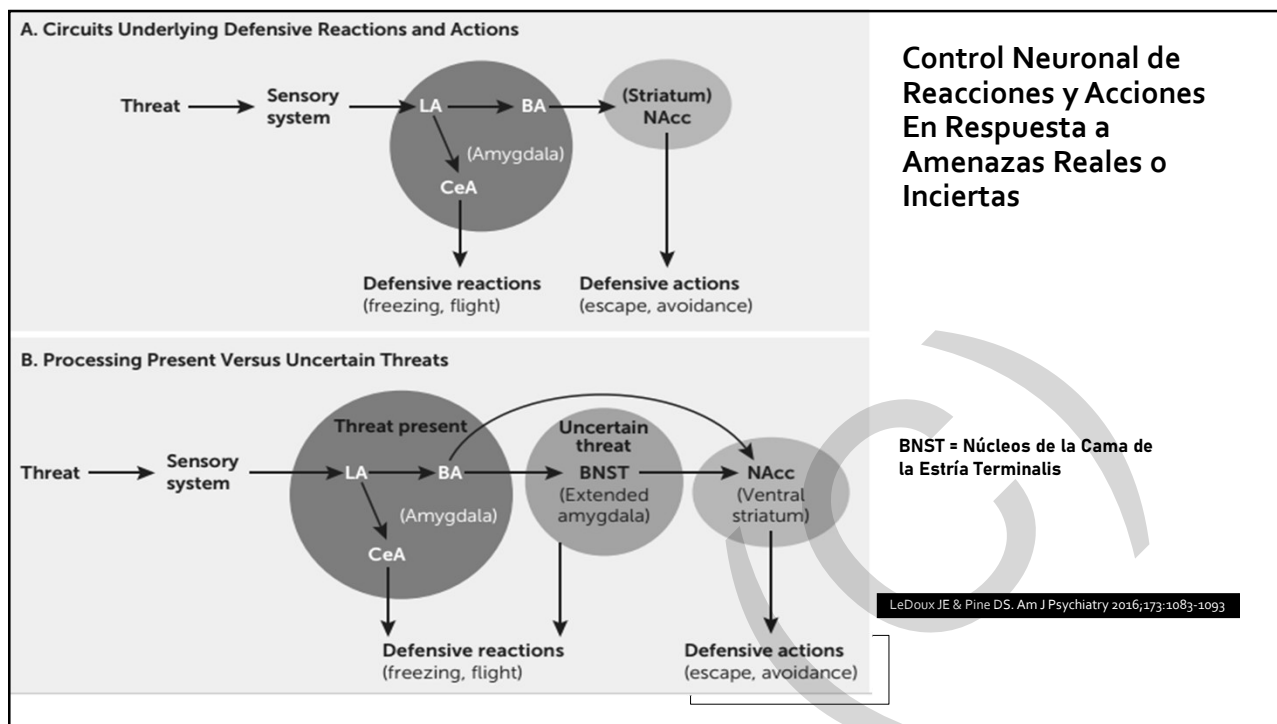 A. Circuits Underlying Defensive Reactions and Actions
Threat
Sensory
system
LA
BA
(Amygdala)
CeA
(Striatum)
NAcc
Defensive reactions
(freezing, flight)
Defensive actions
(escape, avoidance)
B. Processing Present Versus Uncertain Threats
Threat
Sensory
system
Threat present
LA
BA
(Amygdala)
CeA
Uncertain
threat
BNST
(Extended
amygdala)
NAcc
(Ventral
striatum)
Defensive reactions
(freezing, flight)
Defensive actions
(escape, avoidance)
Control Neuronal de
Reacciones y Acciones
En Respuesta a
Amenazas Reales o
Inciertas
BNST = Núcleos de la Cama de
la Estría Terminalis
LeDoux JE & Pine DS. Am J Psychiatry 2016;173:1083-1093